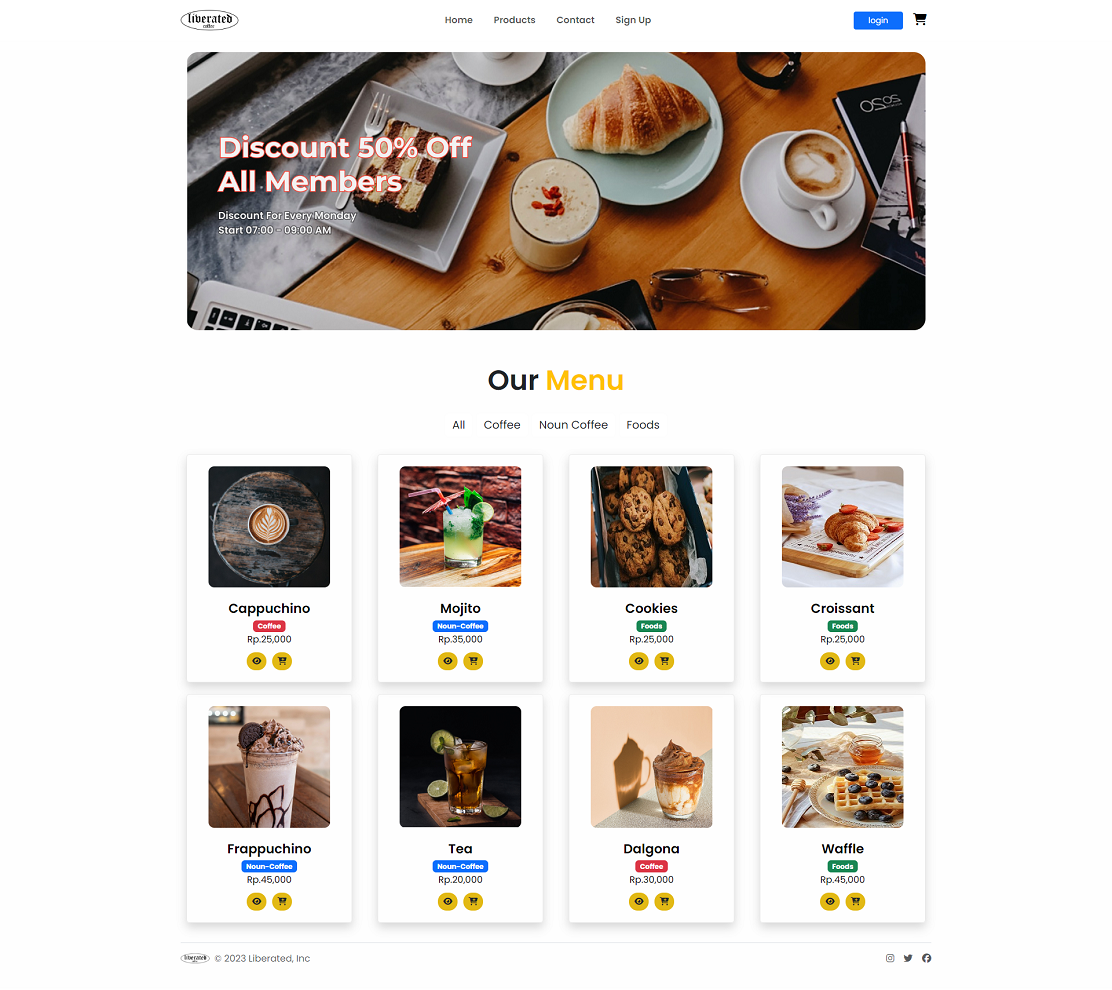 liberated
coffee
Home Products Contact Sign Up
login
Discount 50% Off
All Members
Discount For Every Monday
Start 07:00 - 09:00 AM
2020
Our Menu
All Coffee Noun Coffee Foods
Cappuchino
Coffee
Rp.25,000
Mojito
Noun-Coffee
Rp.35,000
Cookies
Foods
Rp.25,000
Croissant
Foods
Rp.25,000
Frappuchino
Noun-Coffee
Rp.45,000
Tea
Noun-Coffee
Rp.20,000
Dalgona
Coffee
Rp.30,000
Waffle
Foods
Rp.45,000
liberated
© 2023 Liberated, Inc